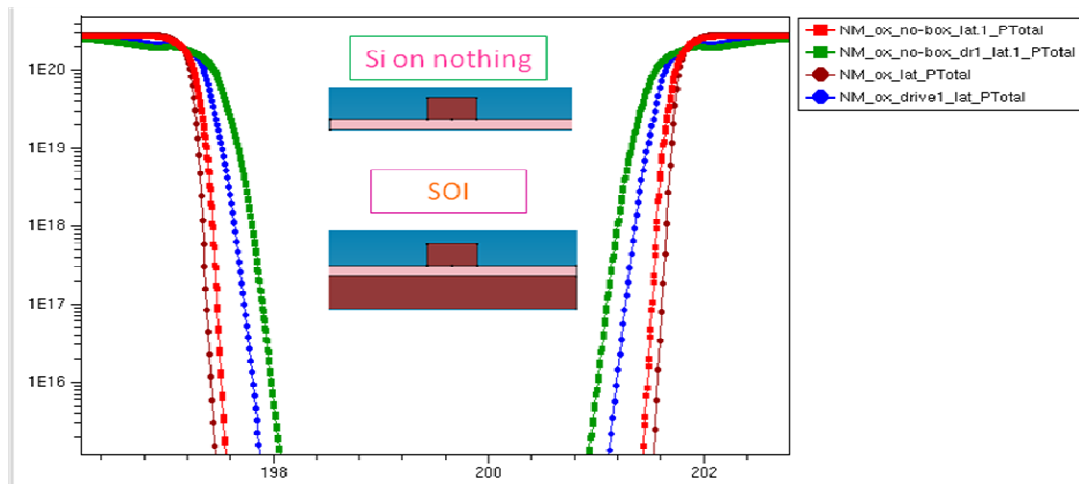 1E20
1E19
1E18
1E17
1E16
198
200
202
Si on nothing
SOI
NM_ox_no-box_lat.1_PTotal
NM_ox_no-box_dr1_lat.1_PTotal
NM_ox_lat_PTotal
NM_ox_drive1_lat_PTotal